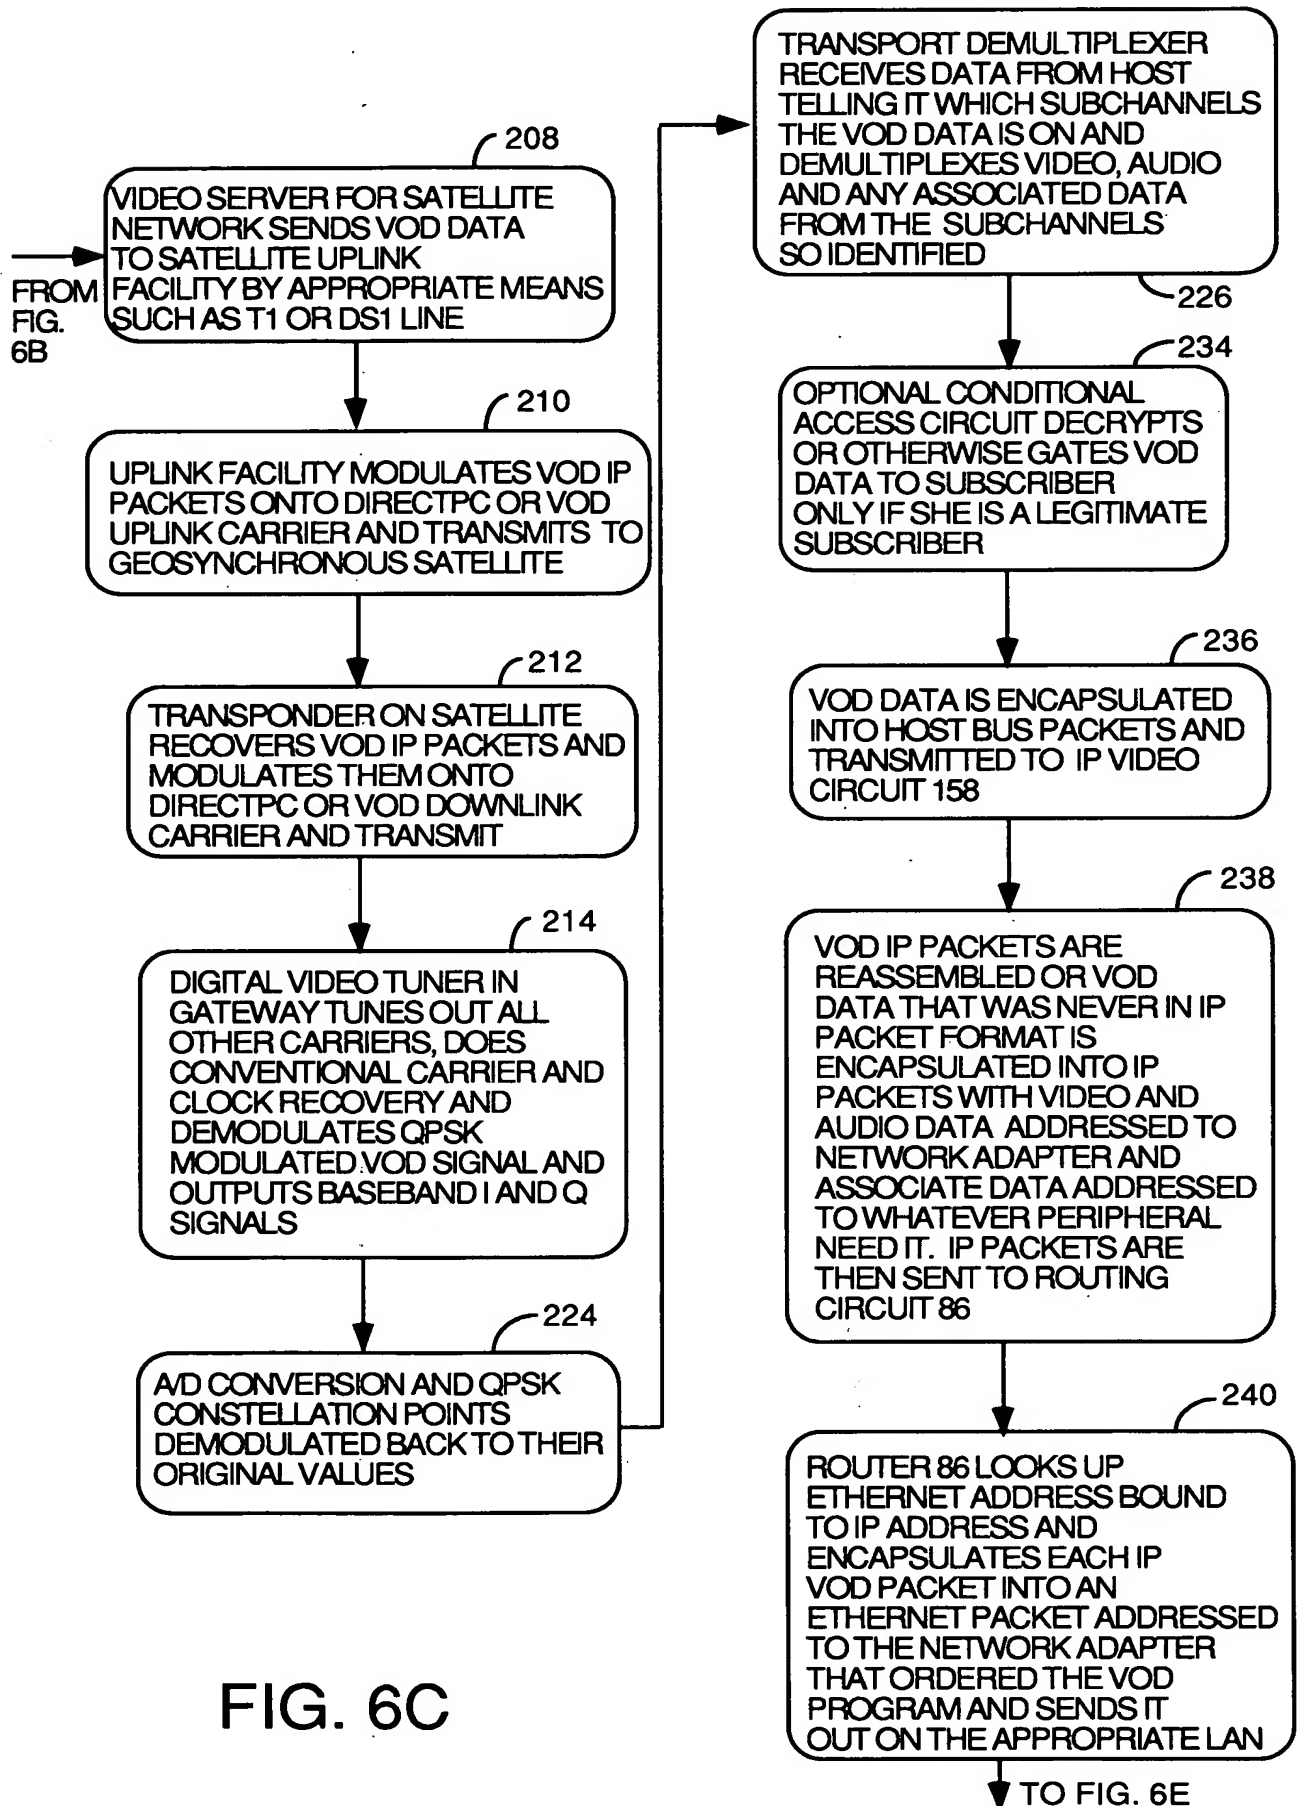 208
VIDEO SERVER FOR SATELLITE
NETWORK SENDS VOD DATA
TO SATELLITE UPLINK
FACILITY BY APPROPRIATE MEANS
SUCH AS T1 OR DS1 LINE
FROM
FIG.
6B
210
UPLINK FACILITY MODULATES VOD IP
PACKETS ONTO DIRECTPC OR VOD
UPLINK CARRIER AND TRANSMITS TO
GEOSYNCHRONOUS SATELLITE
212
TRANSPONDER ON SATELLITE
RECOVERS VOD IP PACKETS AND
MODULATES THEM ONTO
DIRECTPC OR VOD DOWNLINK
CARRIER AND TRANSMIT
214
DIGITAL VIDEO TUNER IN
GATEWAY TUNES OUT ALL
OTHER CARRIERS, DOES
CONVENTIONAL CARRIER AND
CLOCK RECOVERY AND
DEMODULATES QPSK
MODULATED VOD SIGNAL AND
OUTPUTS BASEBAND I AND Q
SIGNALS
224
A/D CONVERSION AND QPSK
CONSTELLATION POINTS
DEMODULATED BACK TO THEIR
ORIGINAL VALUES
TRANSPORT DEMULTIPLEXER
RECEIVES DATA FROM HOST
TELLING IT WHICH SUBCHANNELS
THE VOD DATA IS ON AND
DEMULTIPLEXES VIDEO, AUDIO
AND ANY ASSOCIATED DATA
FROM THE SUBCHANNELS
SO IDENTIFIED
226
234
OPTIONAL CONDITIONAL
ACCESS CIRCUIT DECRYPTS
OR OTHERWISE GATES VOD
DATA TO SUBSCRIBER
ONLY IF SHE IS A LEGITIMATE
SUBSCRIBER
236
VOD DATA IS ENCAPSULATED
INTO HOST BUS PACKETS AND
TRANSMITTED TO IP VIDEO
CIRCUIT 158
238
VOD IP PACKETS ARE
REASSEMBLED OR VOD
DATA THAT WAS NEVER IN IP
PACKET FORMAT IS
ENCAPSULATED INTO IP
PACKETS WITH VIDEO AND
AUDIO DATA ADDRESSED TO
NETWORK ADAPTER AND
ASSOCIATE DATA ADDRESSED
TO WHATEVER PERIPHERAL
NEED IT. IP PACKETS ARE
THEN SENT TO ROUTING
CIRCUIT 86
240
ROUTER 86 LOOKS UP
ETHERNET ADDRESS BOUND
TO IP ADDRESS AND
ENCAPSULATES EACH IP
VOD PACKET INTO AN
ETHERNET PACKET ADDRESSED
TO THE NETWORK ADAPTER
THAT ORDERED THE VOD
PROGRAM AND SENDS IT
OUT ON THE APPROPRIATE LAN
TO FIG. 6E
FIG. 6C